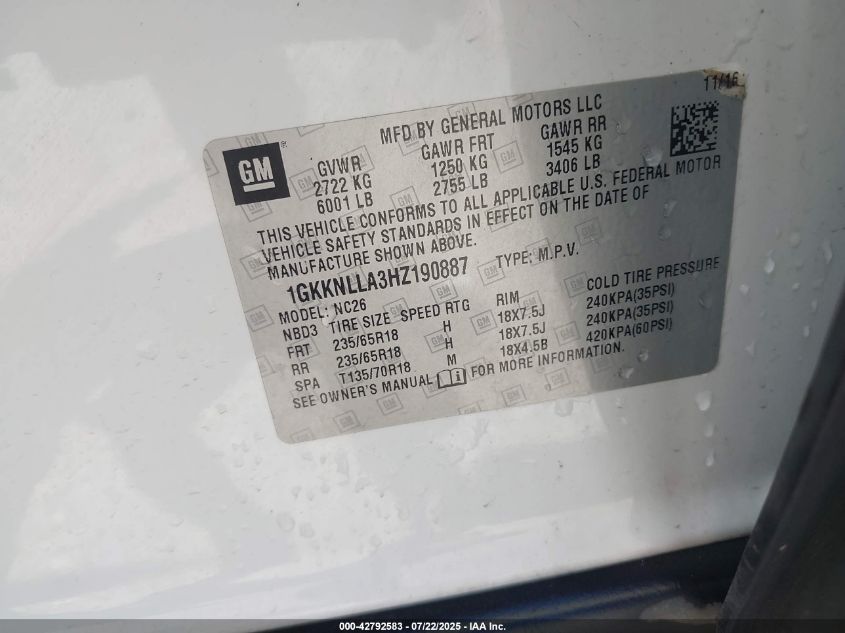 11/16
MFD BY GENERAL MOTORS LLC
GM
GVWR GAWR FRT GAWR RR
2722 KG 1250 KG 1545 KG
6001 LB 2755 LB 3406 LB
THIS VEHICLE CONFORMS TO ALL APPLICABLE U.S. FEDERAL MOTOR
VEHICLE SAFETY STANDARDS IN EFFECT ON THE DATE OF
MANUFACTURE SHOWN ABOVE.
1GKKNLLA3HZ190887 TYPE: M.P.V.
MODEL: NC26
NBD3 TIRE SIZE SPEED RTG RIM COLD TIRE PRESSURE
FRT 235/65R18 H 18X7.5J 240KPA(35PSI)
RR 235/65R18 H 18X7.5J 240KPA(35PSI)
SPA T135/70R18 M 18X4.5B 420KPA(60PSI)
SEE OWNER'S MANUAL FOR MORE INFORMATION.
000-42792583 - 07/22/2025 - IAA Inc.